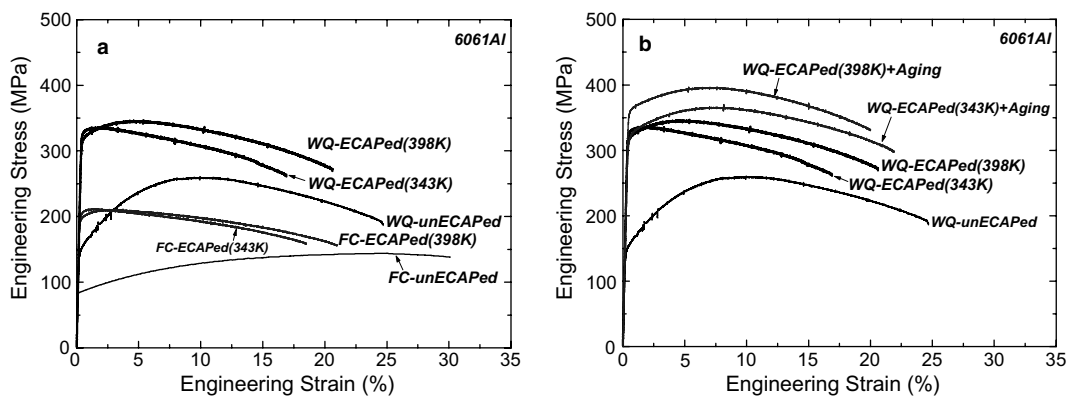 a
6061Al
Engineering Stress (MPa)
500
400
300
200
100
0
WQ-ECAPed(398K)
WQ-ECAPed(343K)
WQ-unECAPed
FC-ECAPed(398K)
FC-ECAPed(343K)
FC-unECAPed
0 5 10 15 20 25 30 35
Engineering Strain (%)
b
6061Al
Engineering Stress (MPa)
500
400
300
200
100
0
WQ-ECAPed(398K)+Aging
WQ-ECAPed(343K)+Aging
WQ-ECAPed(398K)
WQ-ECAPed(343K)
WQ-unECAPed
0 5 10 15 20 25 30 35
Engineering Strain (%)